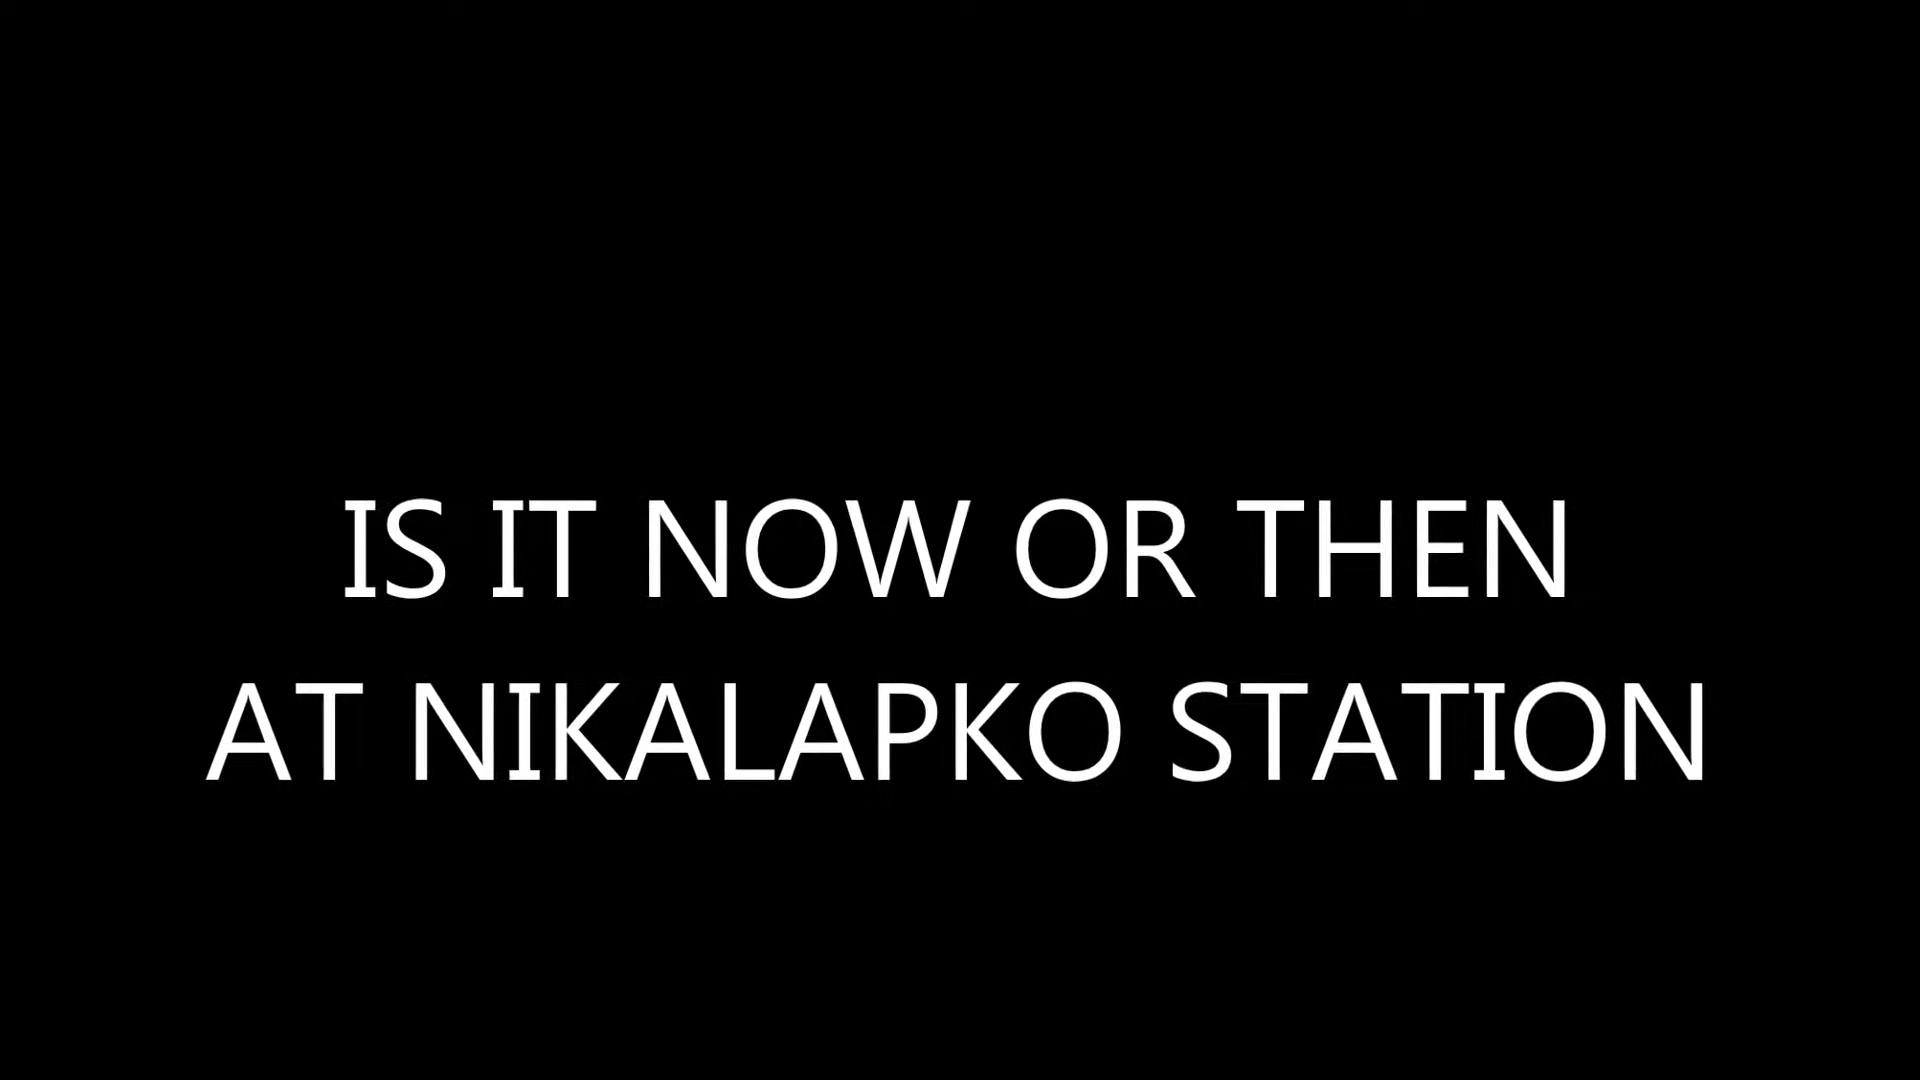 IS IT NOW OR THEN
AT NIKALAPKO STATION